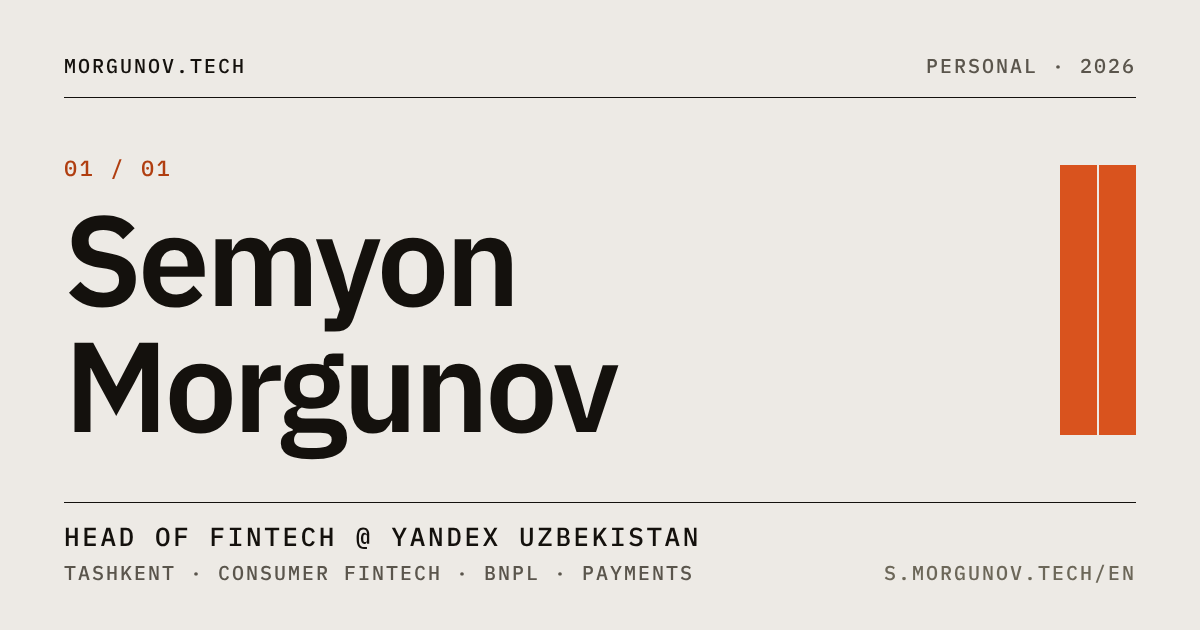 MORGUNOV.TECH
PERSONAL · 2026
01 / 01
Semyon
Morgunov
HEAD OF FINTECH @ YANDEX UZBEKISTAN
TASHKENT · CONSUMER FINTECH · BNPL · PAYMENTS
S.MORGUNOV.TECH/EN